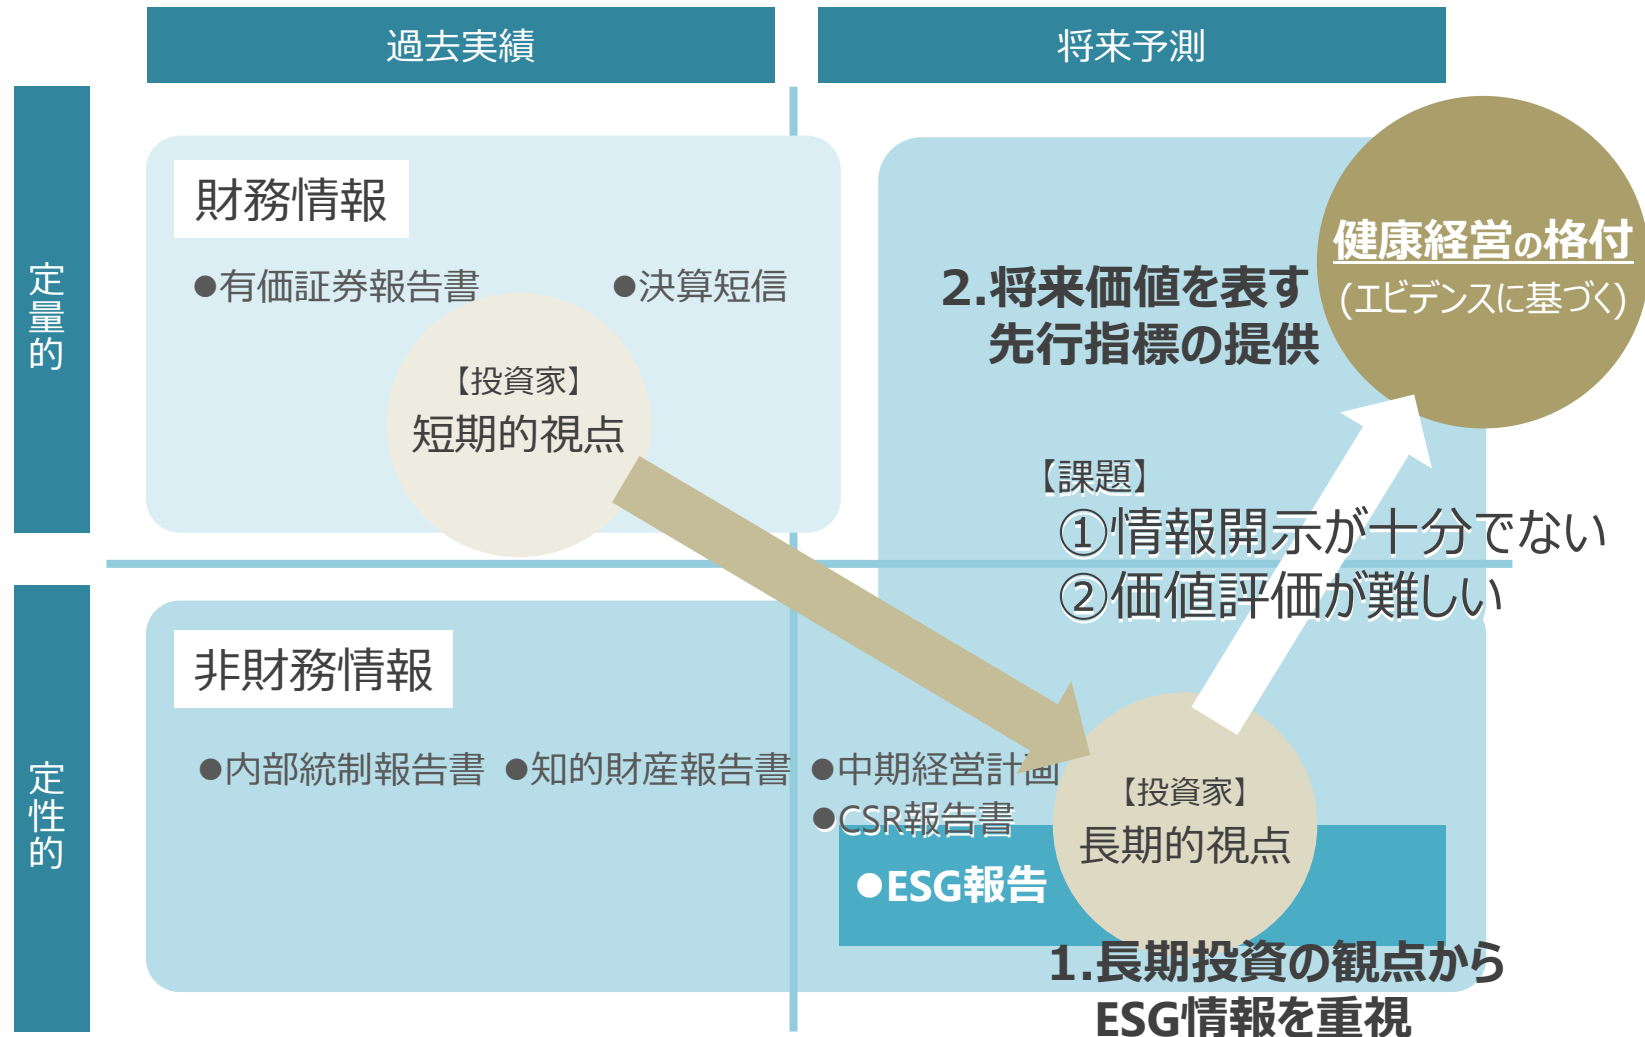 過去実績
将来予測
定量的
財務情報
●有価証券報告書
●決算短信
【投資家】
短期的視点
2.将来価値を表す
先行指標の提供
健康経営の格付
(エビデンスに基づく)
【課題】
①情報開示が十分でない
②価値評価が難しい
定性的
非財務情報
●内部統制報告書
●知的財産報告書
●中期経営計画
●CSR報告書
●ESG報告
【投資家】
長期的視点
1.長期投資の観点から
ESG情報を重視